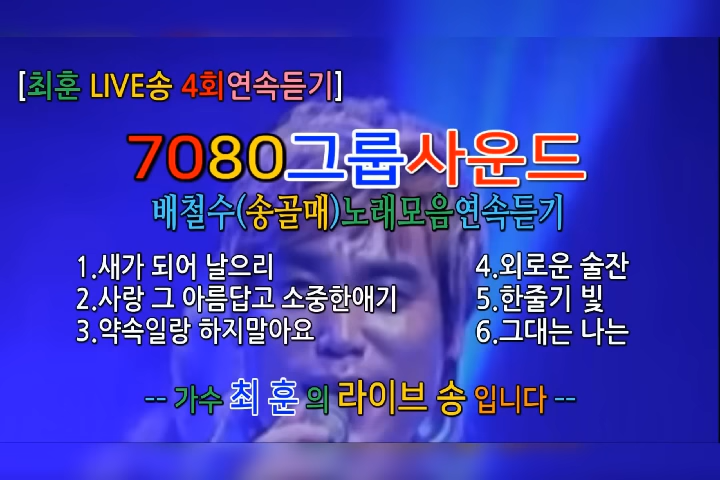 [최훈 LIVE송 4회연속듣기]
7080그룹사운드
배철수(송골매)노래모음연속듣기
1.새가 되어 날으리
2.사랑 그 아름답고 소중한얘기
3.약속일랑 하지말아요
4.외로운 술잔
5.한줄기 빛
6.그대는 나는
-- 가수 최 훈 의 라이브 송 입니다 --